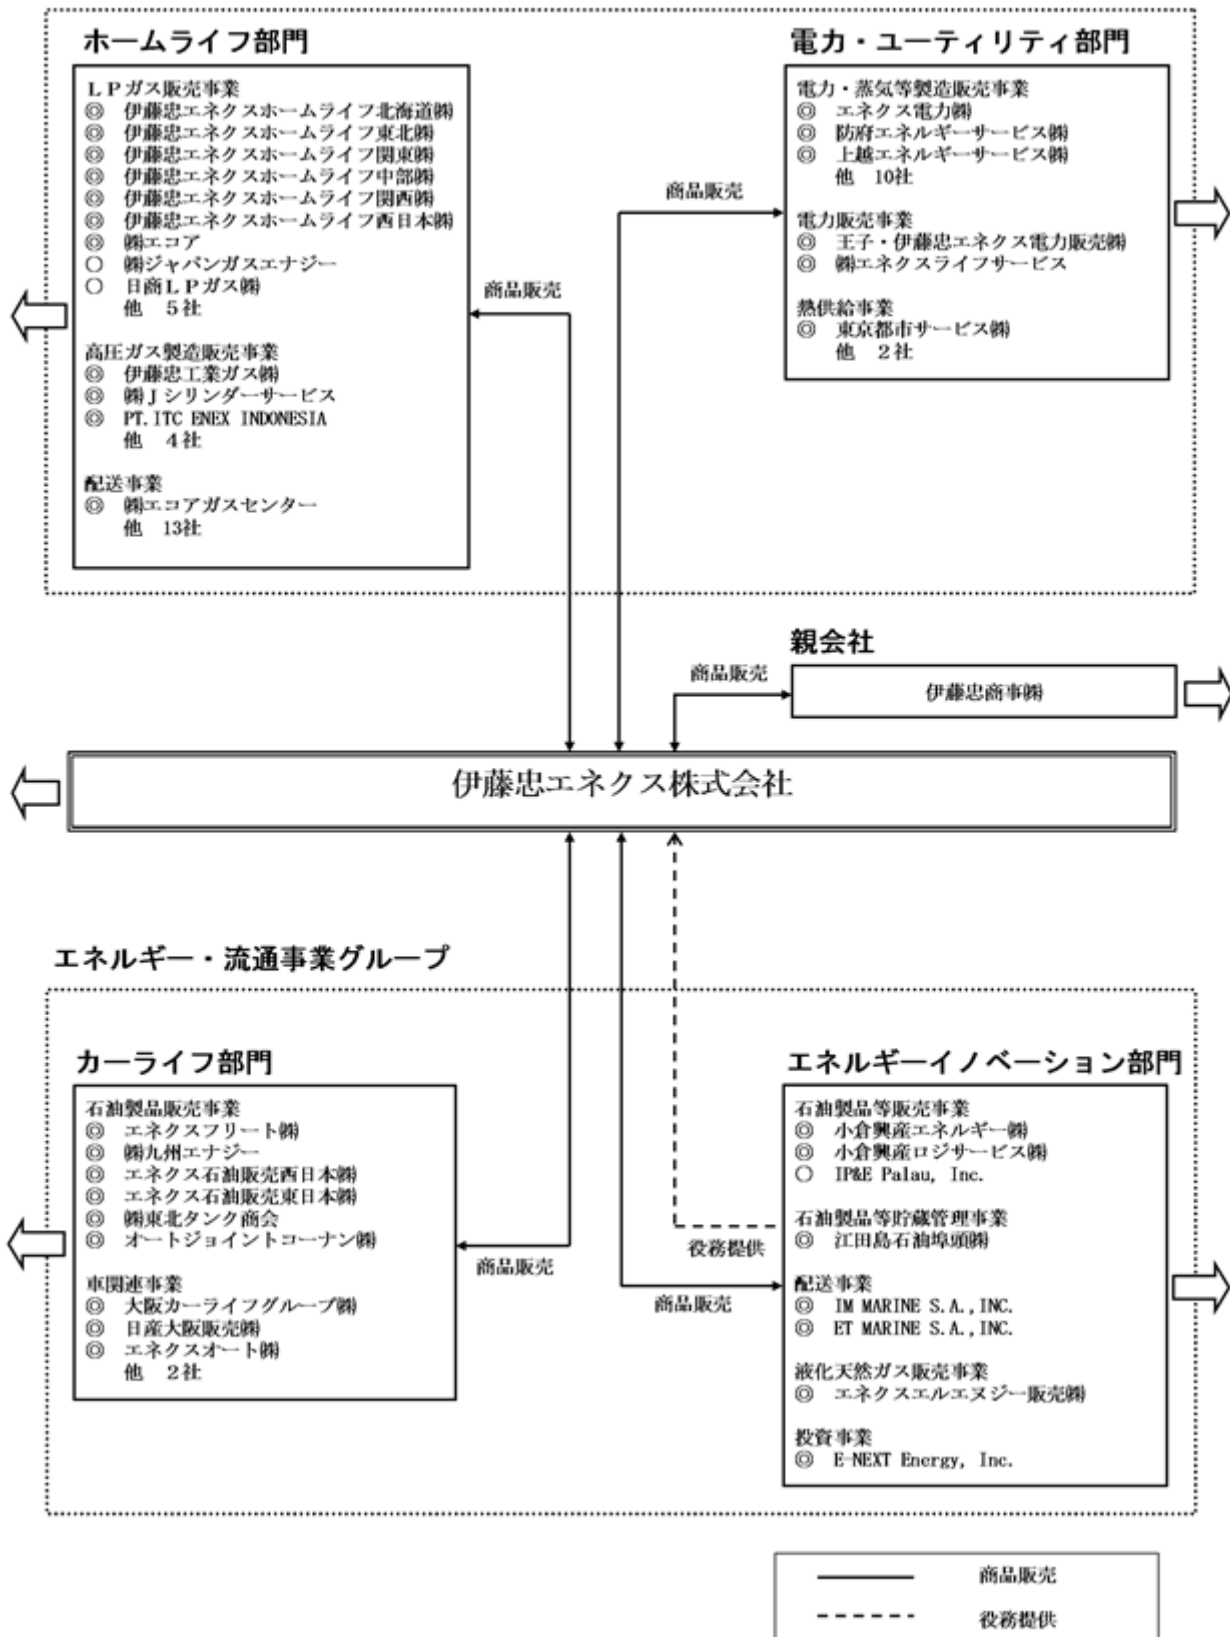 ホームライフ部門
LPガス販売事業
◎ 伊藤忠エネクスホームライフ北海道㈱
◎ 伊藤忠エネクスホームライフ東北㈱
◎ 伊藤忠エネクスホームライフ関東㈱
◎ 伊藤忠エネクスホームライフ中部㈱
◎ 伊藤忠エネクスホームライフ関西㈱
◎ 伊藤忠エネクスホームライフ西日本㈱
◎ ㈱エコア
○ ㈱ジャパンガスエナジー
○ 日商LPガス㈱
他 5社
高圧ガス製造販売事業
◎ 伊藤忠工業ガス㈱
◎ ㈱Jシリンダーサービス
◎ PT.ITC ENEX INDONESIA
他 4社
配送事業
◎ ㈱エコアガスセンター
他 13社
商品販売
電力・ユーティリティ部門
電力・蒸気等製造販売事業
◎ エネクス電力㈱
◎ 防府エネルギーサービス㈱
◎ 上越エネルギーサービス㈱
他 10社
電力販売事業
◎ 王子・伊藤忠エネクス電力販売㈱
◎ ㈱エネクスライフサービス
熱供給事業
◎ 東京都市サービス㈱
他 2社
商品販売
親会社
商品販売
伊藤忠商事㈱
伊藤忠エネクス株式会社
エネルギー・流通事業グループ
カーライフ部門
石油製品販売事業
◎ エネクスフリート㈱
◎ ㈱九州エナジー
◎ エネクス石油販売西日本㈱
◎ エネクス石油販売東日本㈱
◎ ㈱東北タンク商会
◎ オートジョイントコーナン㈱
車関連事業
◎ 大阪カーライフグループ㈱
◎ 日産大阪販売㈱
◎ エネクスオート㈱
他 2社
商品販売
エネルギーイノベーション部門
石油製品等販売事業
◎ 小倉興産エネルギー㈱
◎ 小倉興産ロジサービス㈱
○ IP&E Palau, Inc.
石油製品等貯蔵管理事業
◎ 江田島石油埠頭㈱
配送事業
◎ IM MARINE S.A.,INC.
◎ ET MARINE S.A.,INC.
液化天然ガス販売事業
◎ エネクスエルエヌジー販売㈱
投資事業
◎ E-NEXT Energy, Inc.
役務提供
商品販売
商品販売
役務提供